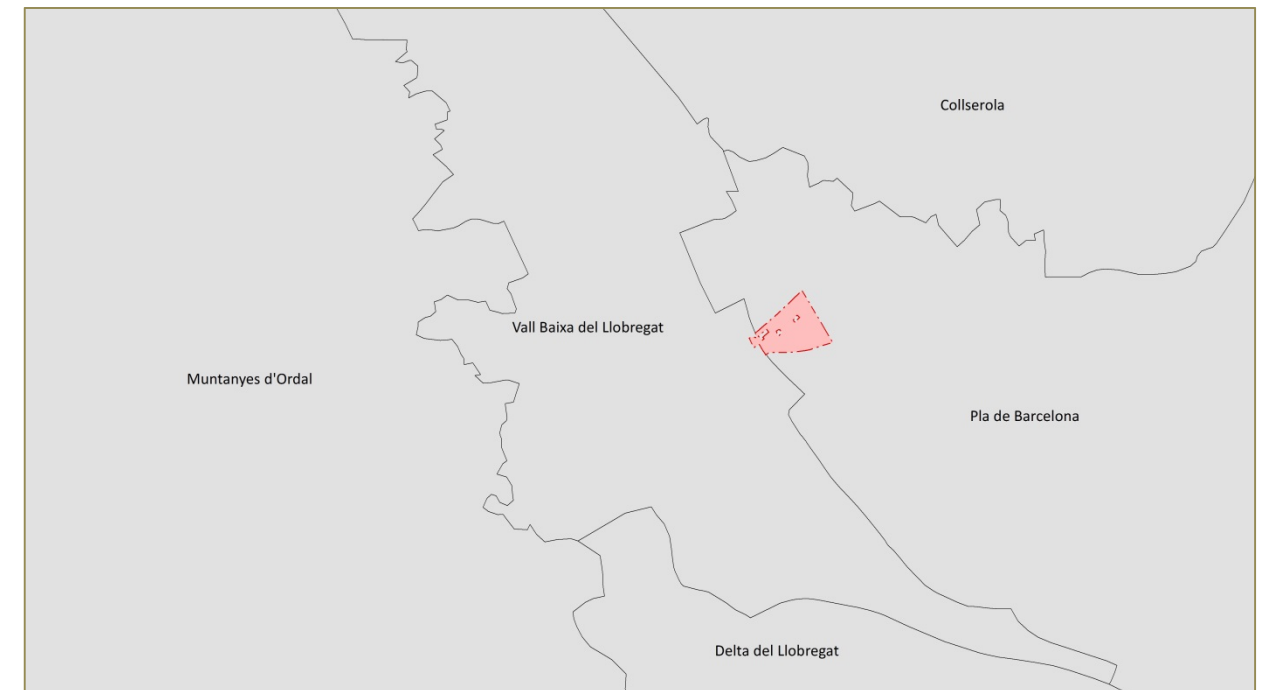 Collserola
Vall Baixa del Llobregat
Muntanyes d'Ordal
Pla de Barcelona
Delta del Llobregat